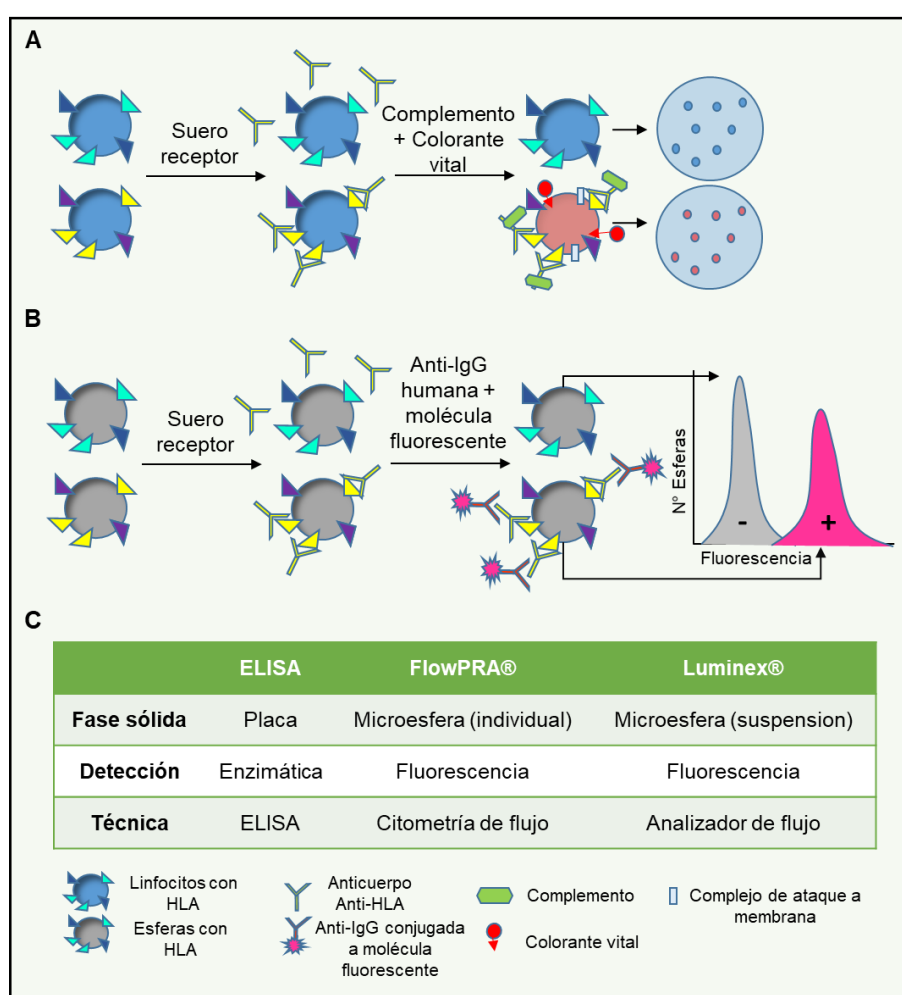 A
Suero
receptor
Complemento
+ Colorante
vital
B
Suero
receptor
Anti-IgG
humana +
molécula
fluorescente
N° Esferas
-
+
Fluorescencia
C
ELISA FlowPRA® Luminex®
Fase sólida Placa Microesfera (individual) Microesfera (suspension)
Detección Enzimática Fluorescencia Fluorescencia
Técnica ELISA Citometría de flujo Analizador de flujo
Linfocitos con
HLA
Esferas con
HLA
Anticuerpo
Anti-HLA
Anti-IgG conjugada
a molécula
fluorescente
Complemento
Colorante vital
Complejo de ataque a
membrana